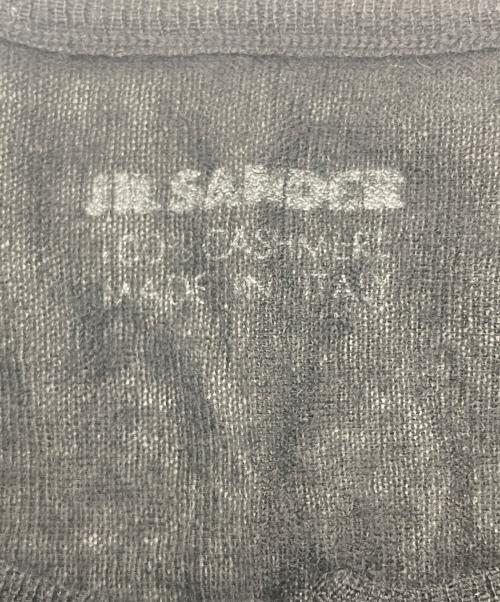 JIL SANDER
100% CASHMERE
MADE IN ITALY